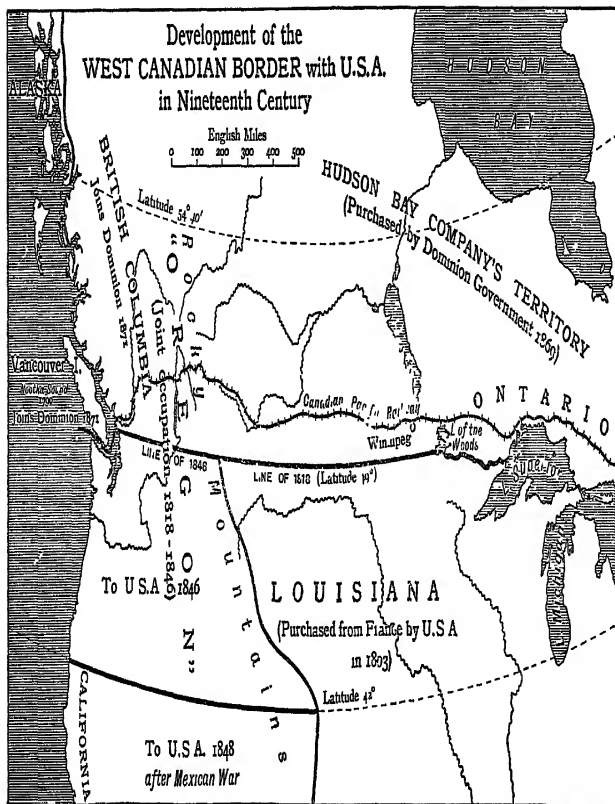 Development of the
WEST CANADIAN BORDER with U.S.A.
in Nineteenth Century
English Miles
0 100 200 300 400 500
ALASKA
HUDSON
BAY
Latitude 54° 40'
BRITISH
COLUMBIA
Joins Dominion 1871
HUDSON BAY COMPANY'S TERRITORY
(Purchased by Dominion Government 1869)
Rocky
Mountains
"OREGON"
(Joint occupation, 1818-1846)
Vancouver I.
Joins Dominion 1871
Canadian Railway
ONTARIO
Winnipeg
L. of the
Woods
Superior
LINE OF 1846
LINE OF 1818 (Latitude 49°)
To U.S.A. 1846
LOUISIANA
(Purchased from France by U.S.A
in 1803)
Michigan
Latitude 42°
CALIFORNIA
To U.S.A. 1848
after Mexican War